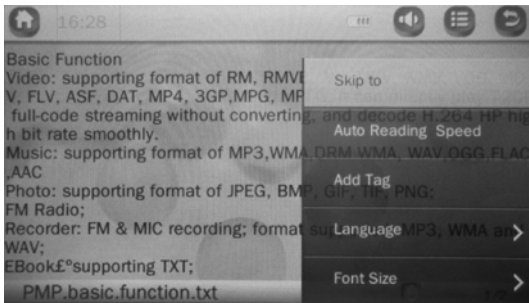 16:28
Basic Function
Video: supporting format of RM, RMVB
V, FLV, ASF, DAT, MP4, 3GP,MPG, MP
full-code streaming without converting, and decode H.264 HP hig
h bit rate smoothly.
Music: supporting format of MP3,WMA,DRM WMA, WAV,OGG,FLAC
,AAC
Photo: supporting format of JPEG, BMP, GIF, TIF, PNG;
FM Radio;
Recorder: FM & MIC recording; format supporting MP3, WMA and
WAV;
EBook£ºsupporting TXT;
PMP.basic.function.txt
Skip to
Auto Reading Speed
Add Tag
Language
Font Size